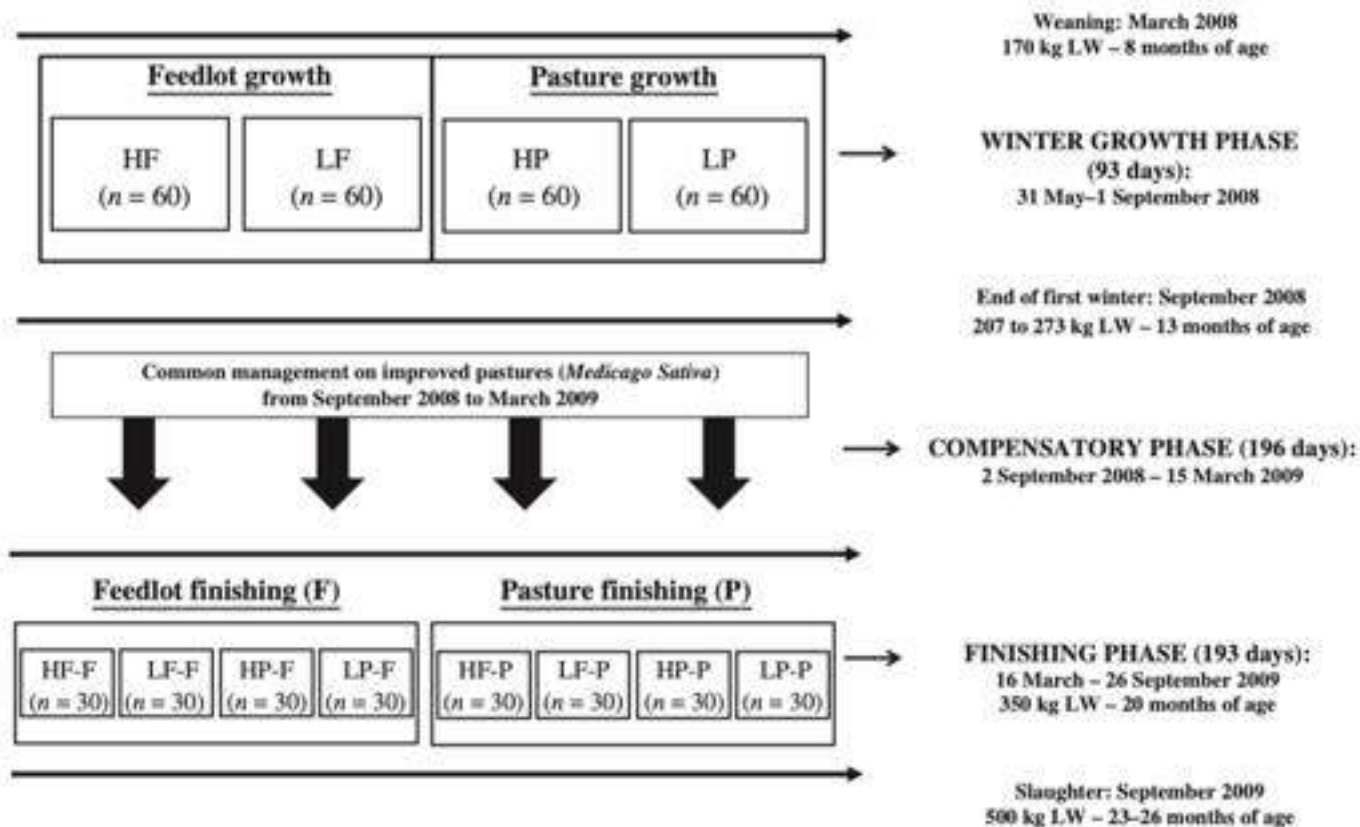 Weaning: March 2008
170 kg LW – 8 months of age
Feedlot growth
Pasture growth
HF
(n = 60)
LF
(n = 60)
HP
(n = 60)
LP
(n = 60)
WINTER GROWTH PHASE
(93 days):
31 May–1 September 2008
End of first winter: September 2008
207 to 273 kg LW – 13 months of age
Common management on improved pastures (Medicago Sativa)
from September 2008 to March 2009
COMPENSATORY PHASE (196 days):
2 September 2008 – 15 March 2009
Feedlot finishing (F)
Pasture finishing (P)
HF-F
(n = 30)
LF-F
(n = 30)
HP-F
(n = 30)
LP-F
(n = 30)
HF-P
(n = 30)
LF-P
(n = 30)
HP-P
(n = 30)
LP-P
(n = 30)
FINISHING PHASE (193 days):
16 March – 26 September 2009
350 kg LW – 20 months of age
Slaughter: September 2009
500 kg LW – 23–26 months of age